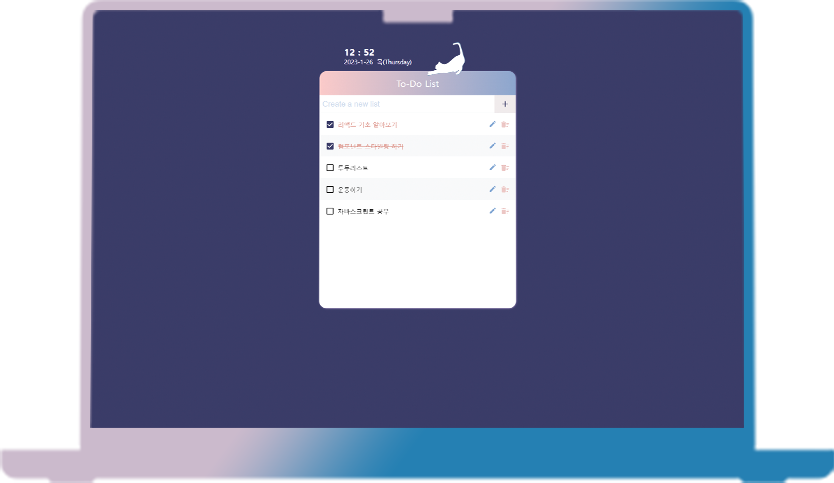 12 : 52
2023-1-26 목(Thursday)
To-Do List
Create a new list
+
리액트 기초 알아보기
컴포넌트 스타일링 하기
투두리스트
운동하기
자바스크립트 공부